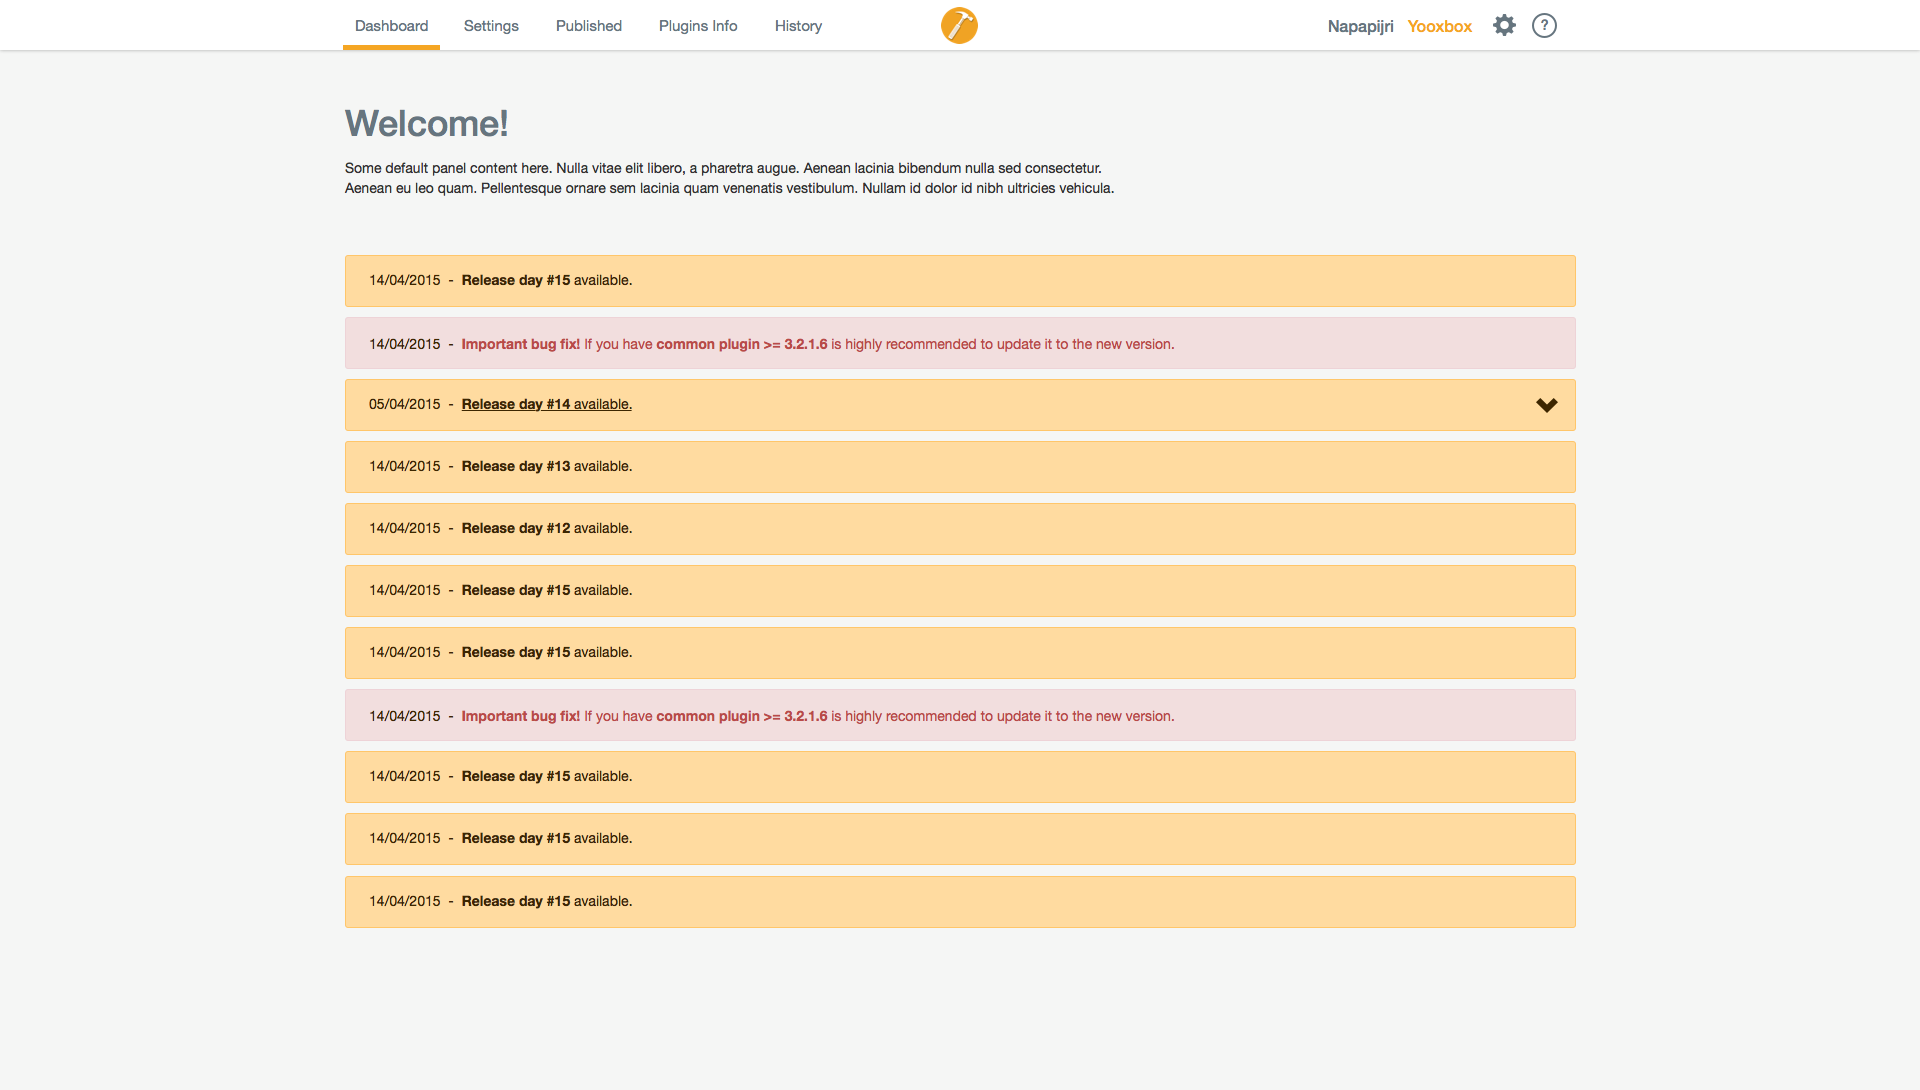 Dashboard Settings Published Plugins Info History Napapijri Yooxbox ?
Welcome!
Some default panel content here. Nulla vitae elit libero, a pharetra augue. Aenean lacinia bibendum nulla sed consectetur.
Aenean eu leo quam. Pellentesque ornare sem lacinia quam venenatis vestibulum. Nullam id dolor id nibh ultricies vehicula.
14/04/2015 - Release day #15 available.
14/04/2015 - Important bug fix! If you have common plugin >= 3.2.1.6 is highly recommended to update it to the new version.
05/04/2015 - Release day #14 available.
14/04/2015 - Release day #13 available.
14/04/2015 - Release day #12 available.
14/04/2015 - Release day #15 available.
14/04/2015 - Release day #15 available.
14/04/2015 - Important bug fix! If you have common plugin >= 3.2.1.6 is highly recommended to update it to the new version.
14/04/2015 - Release day #15 available.
14/04/2015 - Release day #15 available.
14/04/2015 - Release day #15 available.